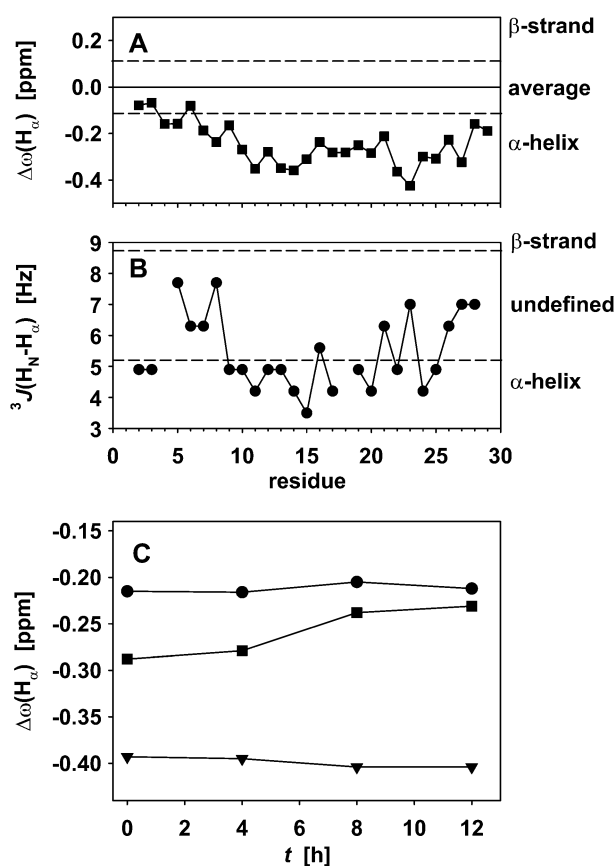 A
Δω(Hα) [ppm]
0.2
0.0
-0.2
-0.4
β-strand
average
α-helix
B
³J(HN-Hα) [Hz]
9
8
7
6
5
4
3
β-strand
undefined
α-helix
0 5 10 15 20 25 30
residue
C
Δω(Hα) [ppm]
-0.15
-0.20
-0.25
-0.30
-0.35
-0.40
0 2 4 6 8 10 12
t [h]